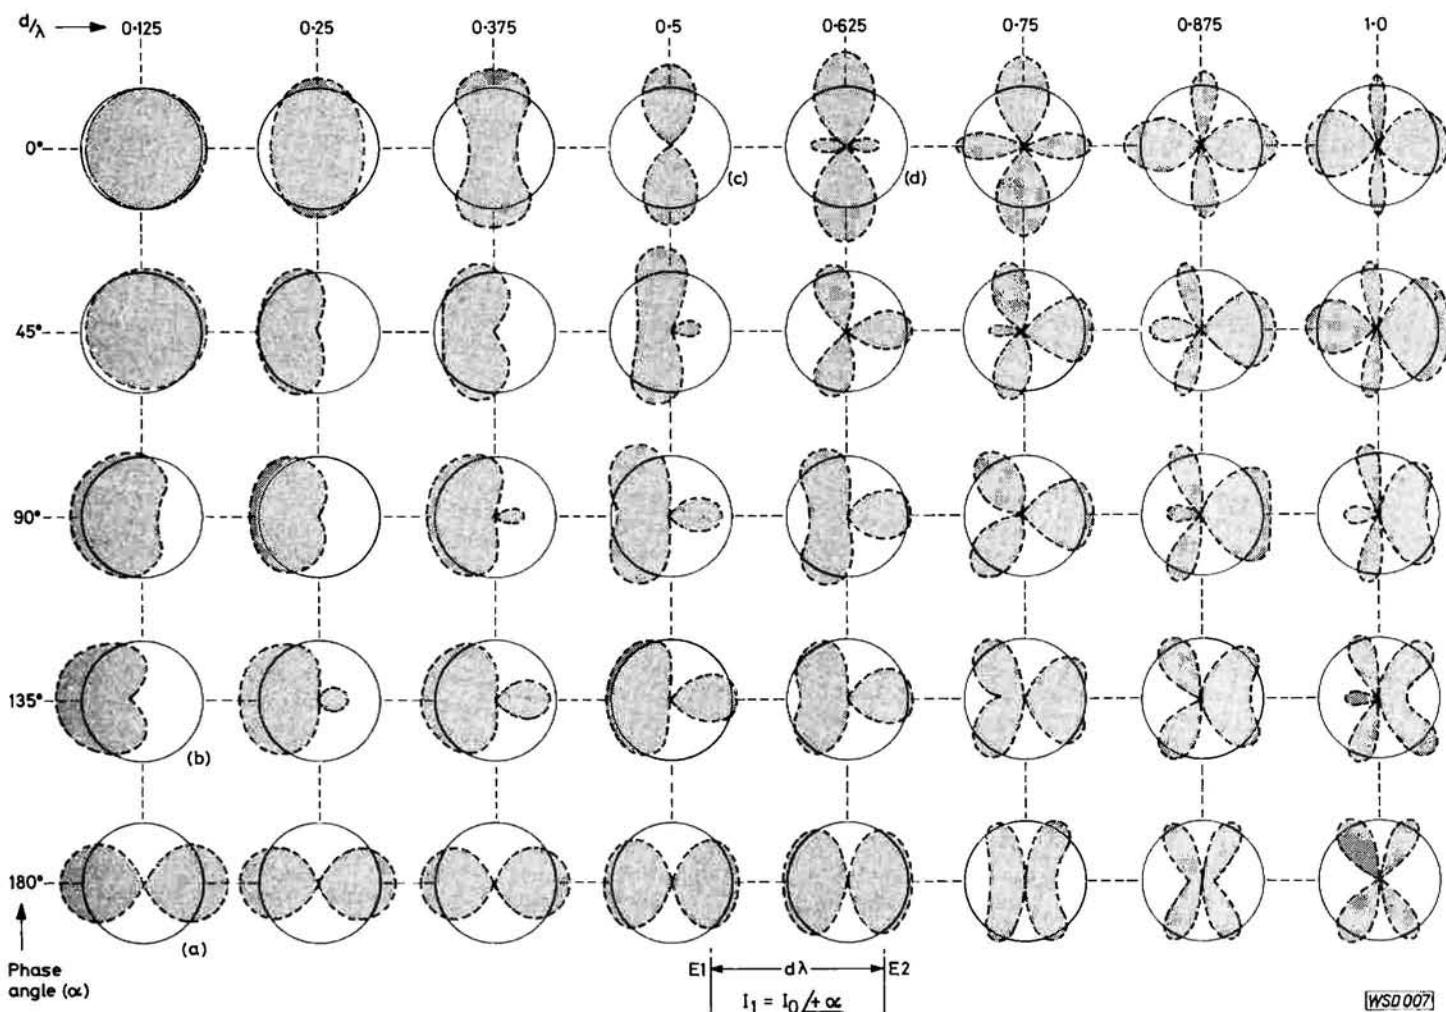 d/λ → 0·125 0·25 0·375 0·5 0·625 0·75 0·875 1·0
0°
(c) (d)
45°
90°
135°
(b)
180°
(a)
Phase
angle (α)
E1 dλ E2
I₁ = I₀ /+ α
WSD 007